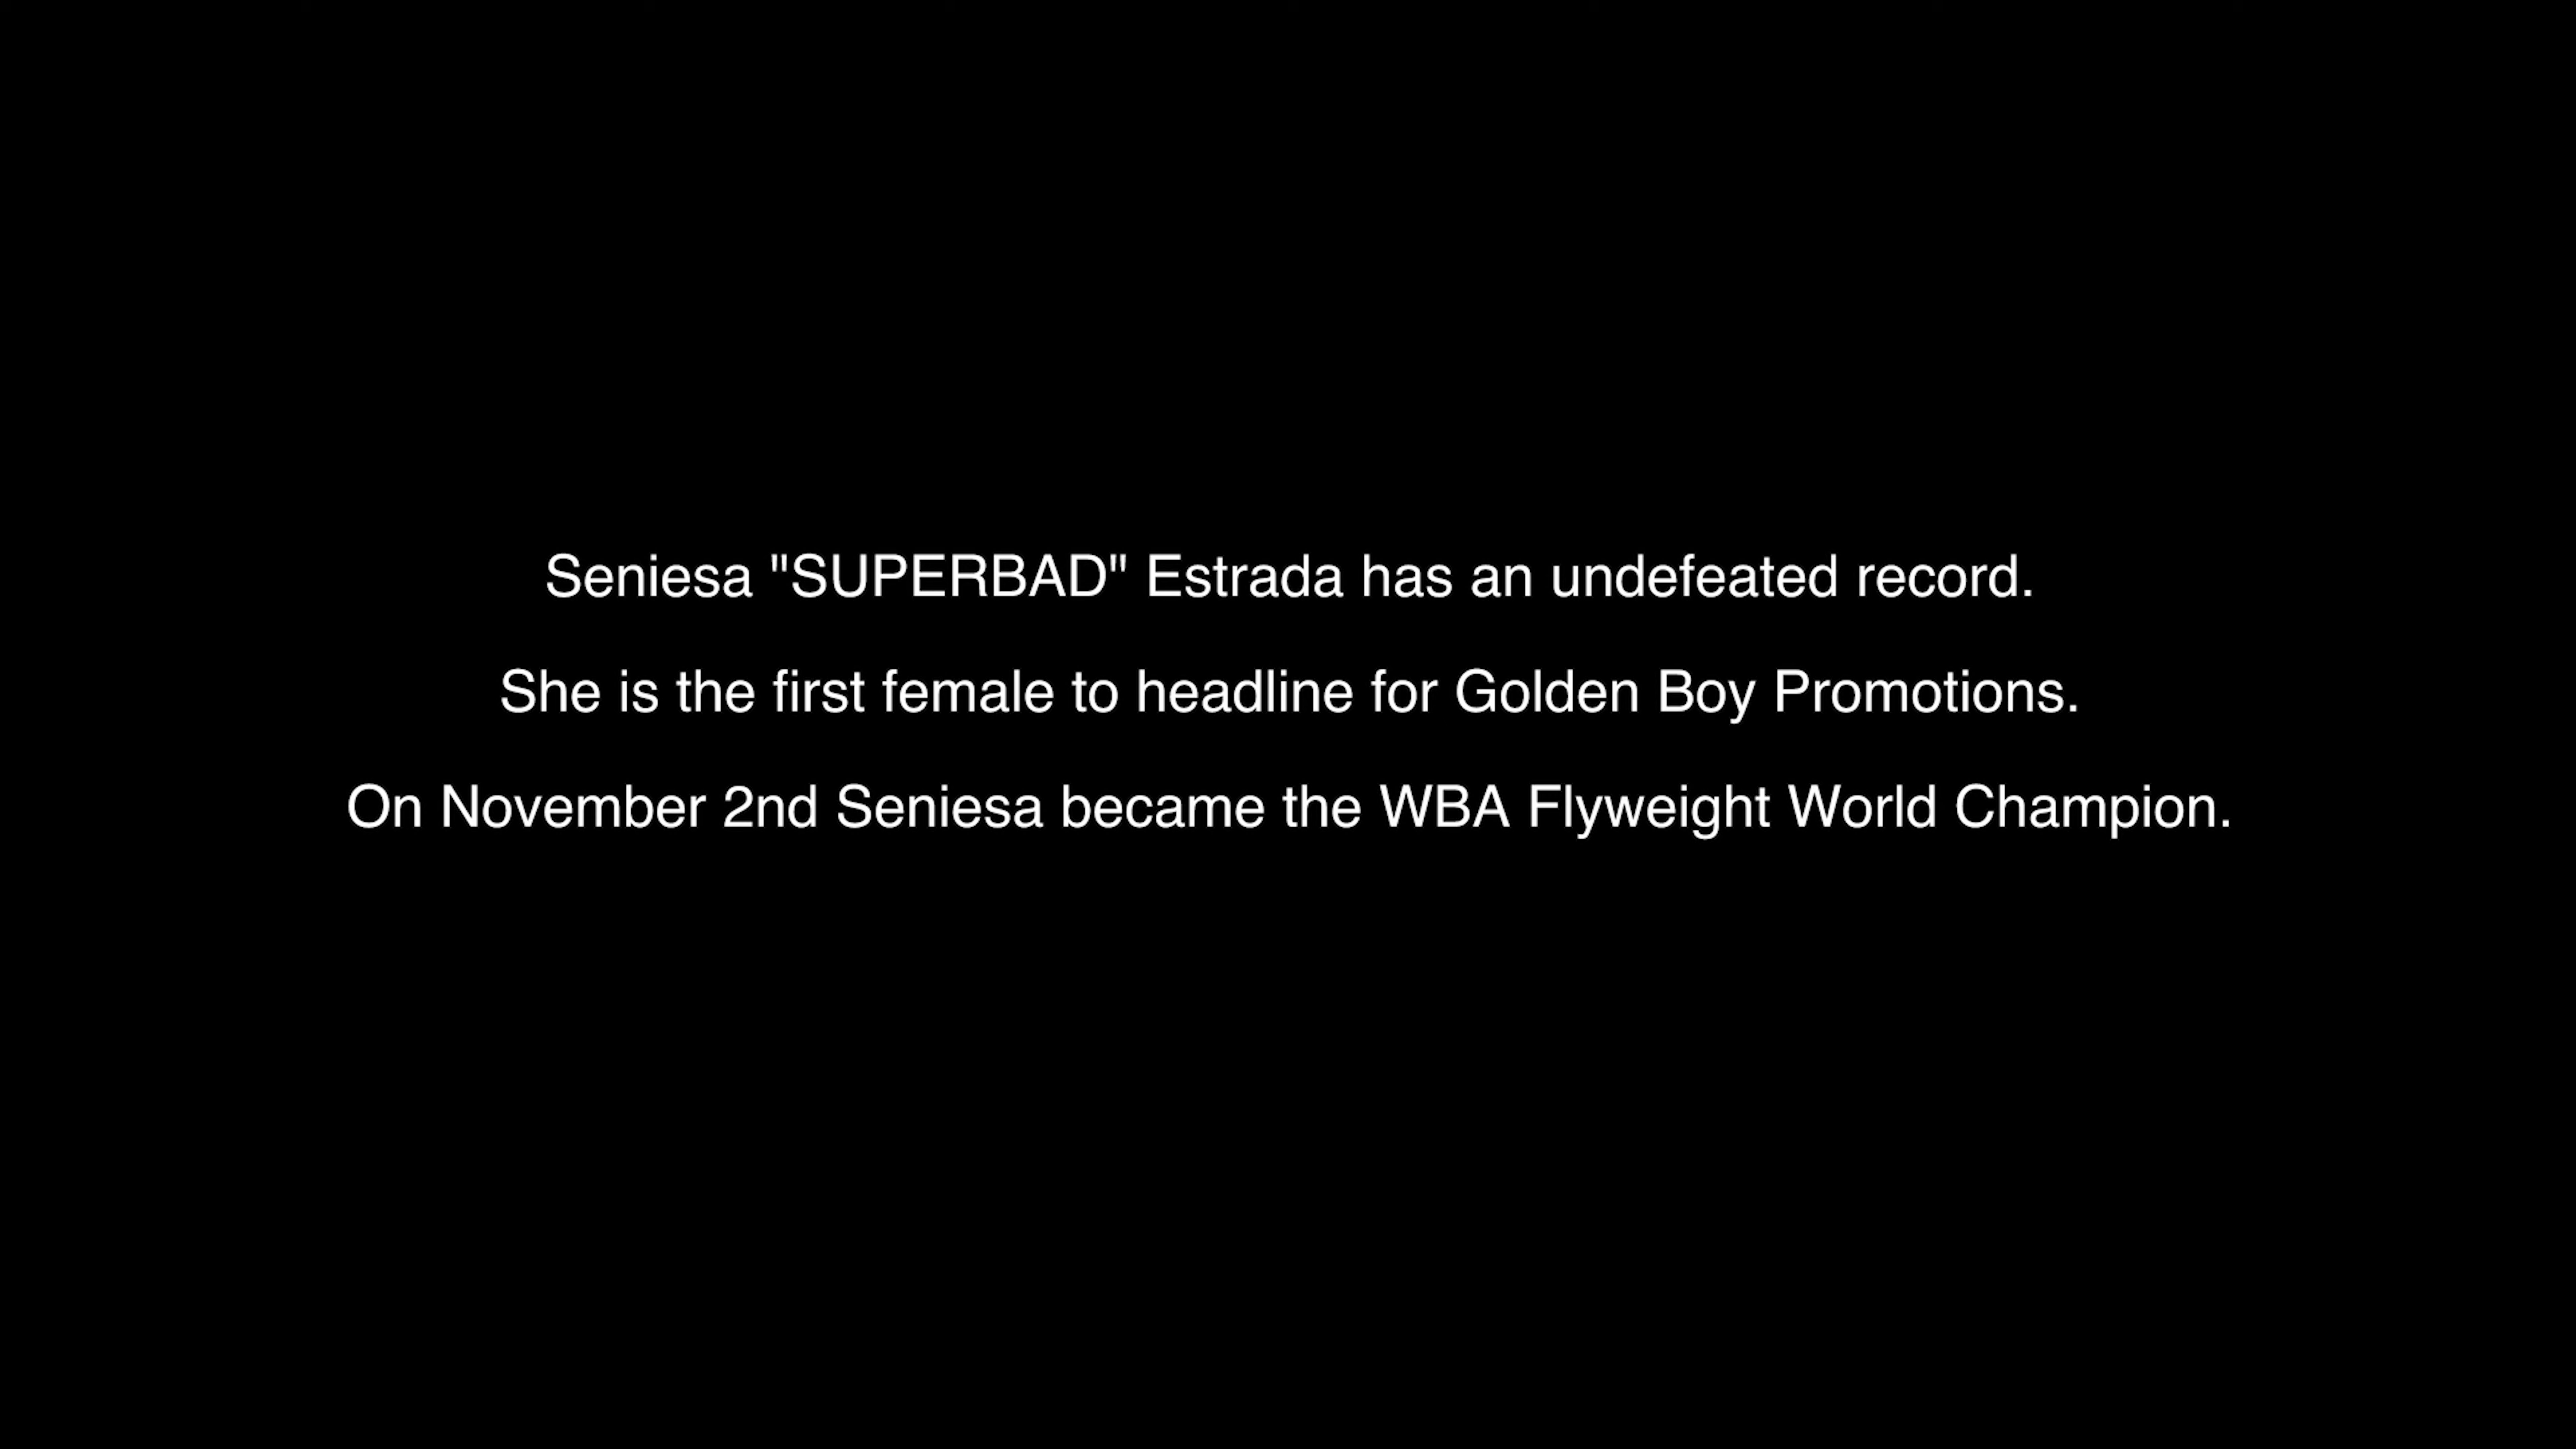 Seniesa "SUPERBAD" Estrada has an undefeated record.
She is the first female to headline for Golden Boy Promotions.
On November 2nd Seniesa became the WBA Flyweight World Champion.